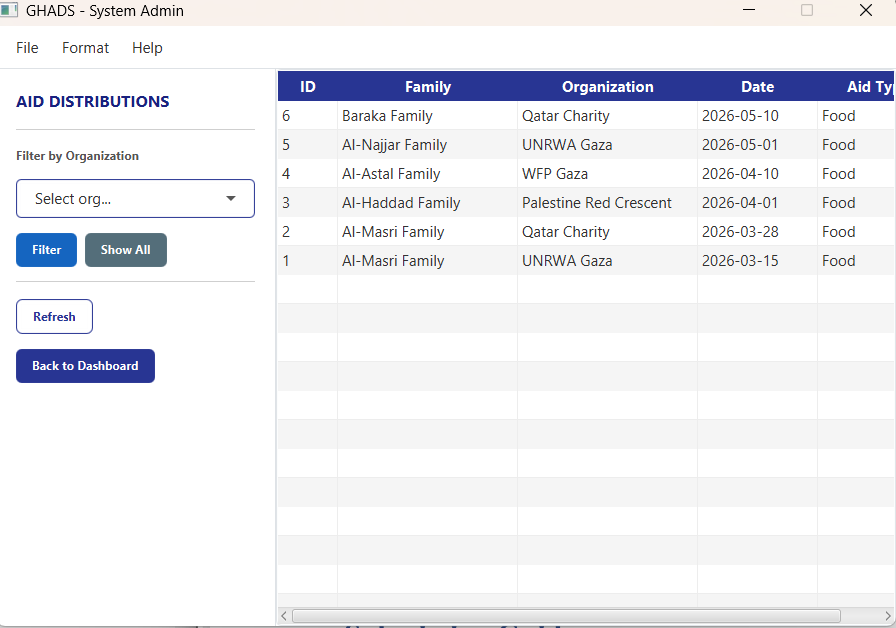 GHADS - System Admin
File Format Help
AID DISTRIBUTIONS
Filter by Organization
Select org...
Filter Show All
Refresh
Back to Dashboard
ID Family Organization Date Aid Ty
6 Baraka Family Qatar Charity 2026-05-10 Food
5 Al-Najjar Family UNRWA Gaza 2026-05-01 Food
4 Al-Astal Family WFP Gaza 2026-04-10 Food
3 Al-Haddad Family Palestine Red Crescent 2026-04-01 Food
2 Al-Masri Family Qatar Charity 2026-03-28 Food
1 Al-Masri Family UNRWA Gaza 2026-03-15 Food